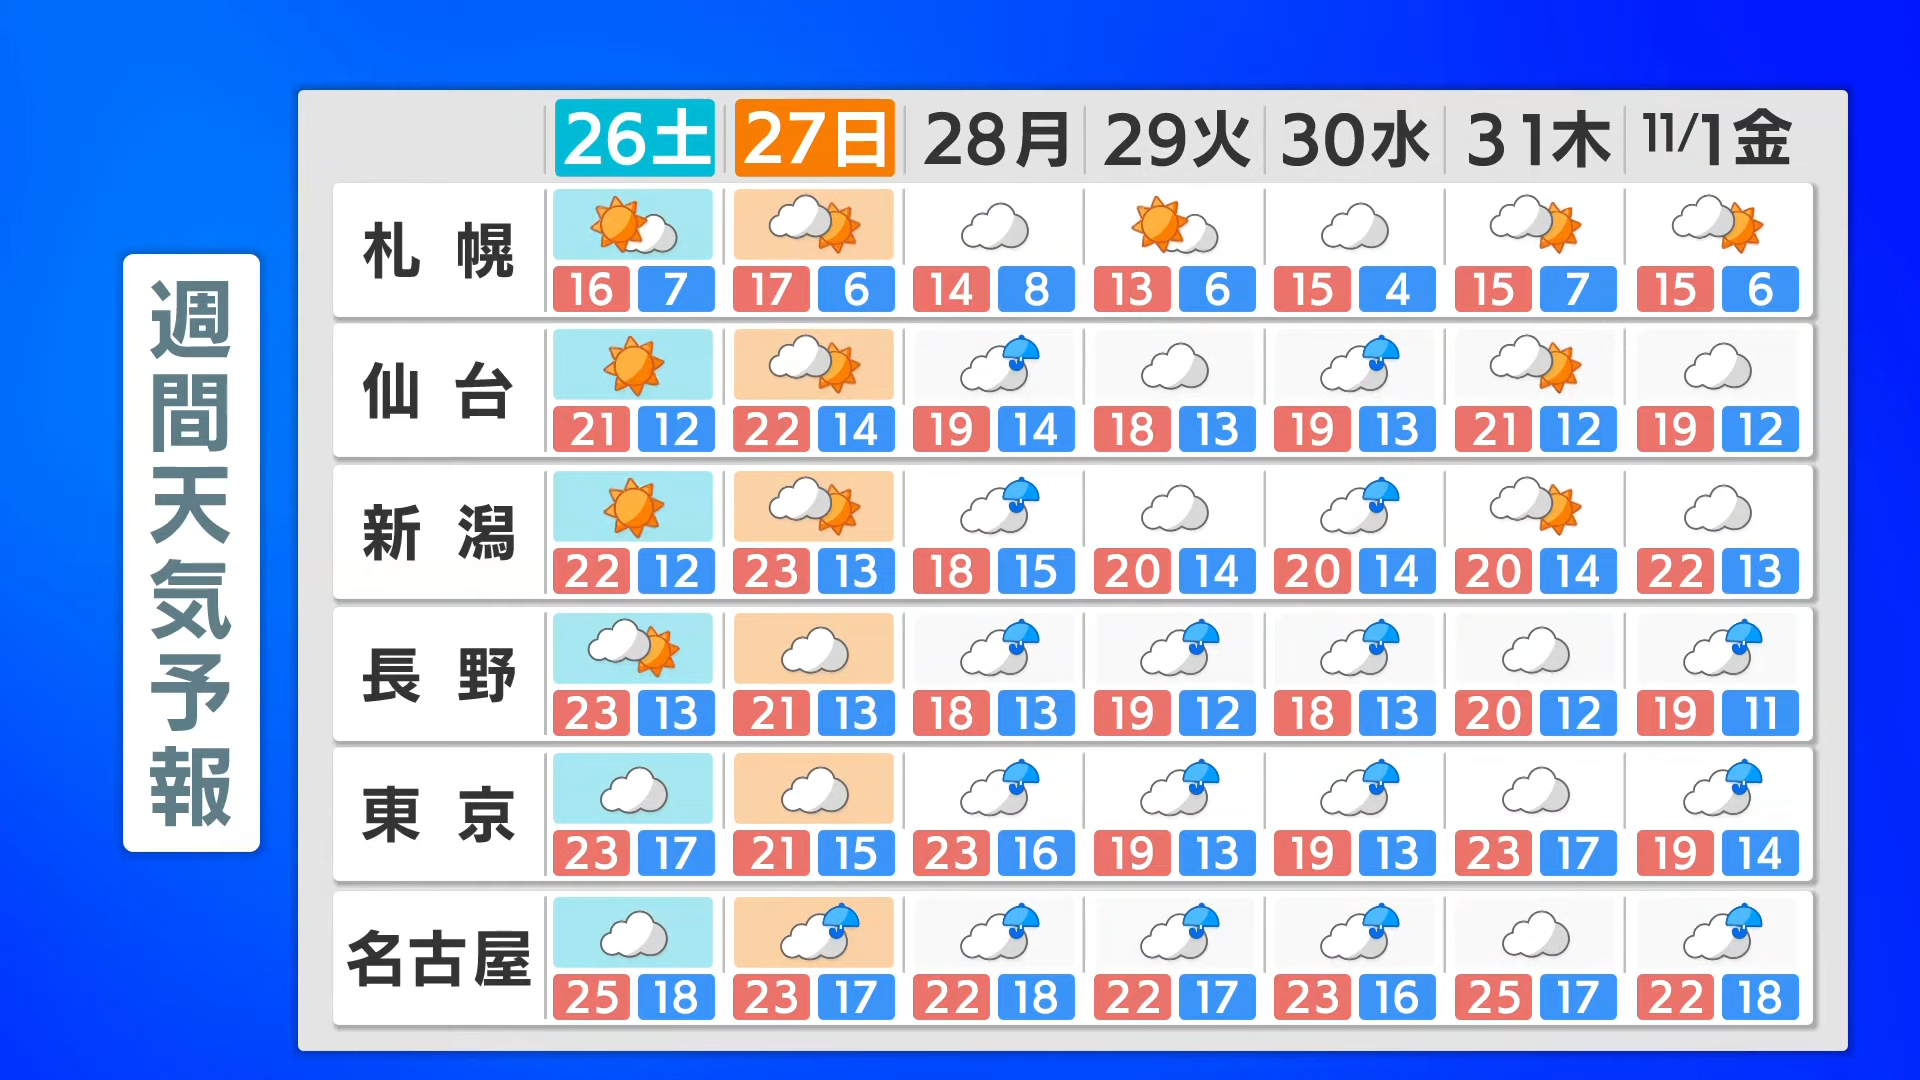 週間天気予報
26土 27日 28月 29火 30水 31木 11/1金
札幌
16 7 17 6 14 8 13 6 15 4 15 7 15 6
仙台
21 12 22 14 19 14 18 13 19 13 21 12 19 12
新潟
22 12 23 13 18 15 20 14 20 14 20 14 22 13
長野
23 13 21 13 18 13 19 12 18 13 20 12 19 11
東京
23 17 21 15 23 16 19 13 19 13 23 17 19 14
名古屋
25 18 23 17 22 18 22 17 23 16 25 17 22 18